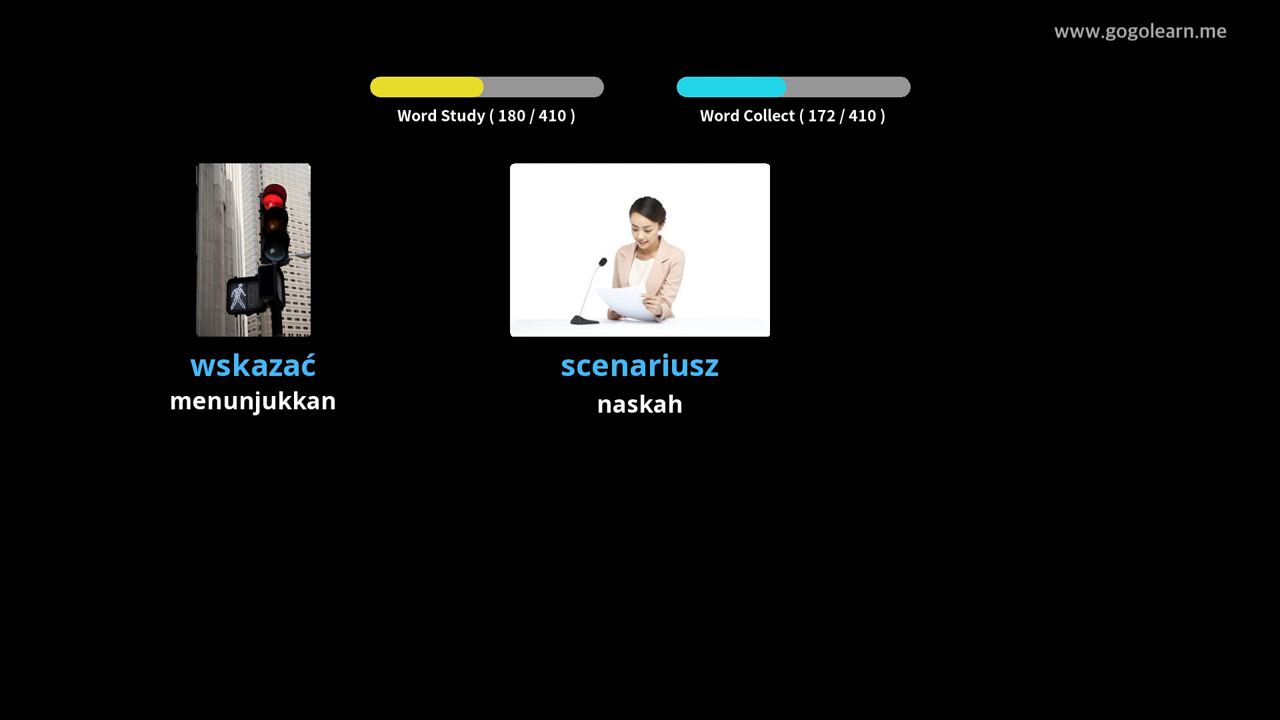 www.gogolearn.me
Word Study ( 180 / 410 )
Word Collect ( 172 / 410 )
wskazać
menunjukkan
scenariusz
naskah